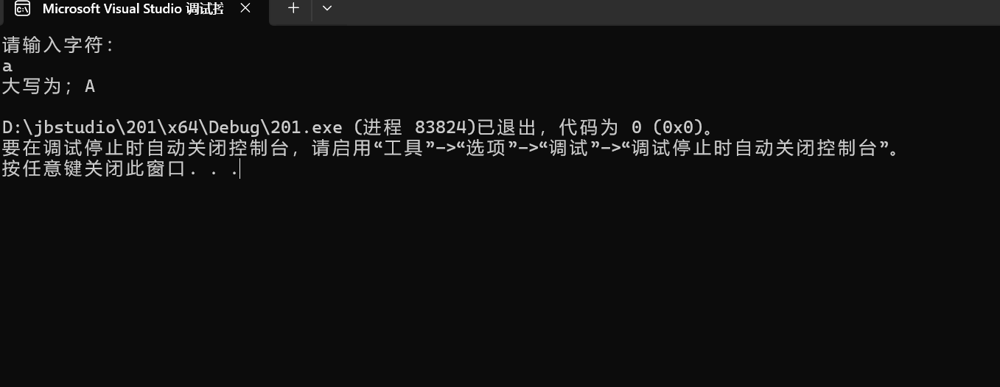 Microsoft Visual Studio 调试
请输入字符：
a
大写为；A
D:\jbstudio\201\x64\Debug\201.exe (进程 83824)已退出，代码为 0 (0x0)。
要在调试停止时自动关闭控制台，请启用“工具”->“选项”->“调试”->“调试停止时自动关闭控制台”。
按任意键关闭此窗口. . .